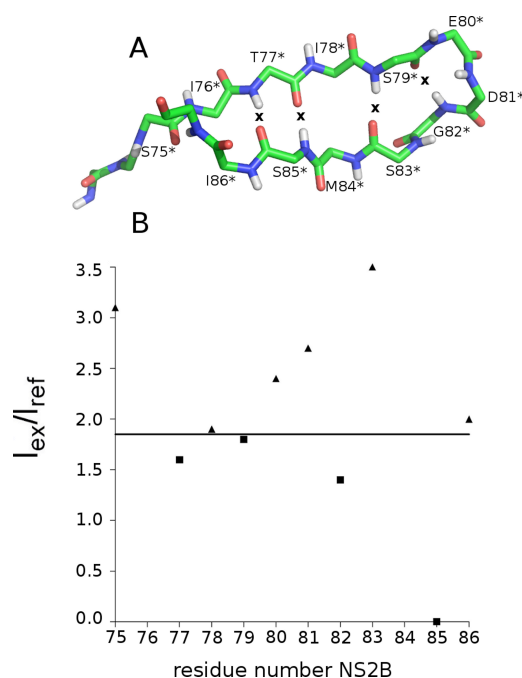 A
E80*
I78*
T77*
S79*
x
I76*
D81*
x
x
x
G82*
S75*
I86*
S85*
M84*
S83*
B
3.5
3.0
2.5
2.0
1.5
1.0
0.5
0.0
Iex/Iref
75 76 77 78 79 80 81 82 83 84 85 86
residue number NS2B